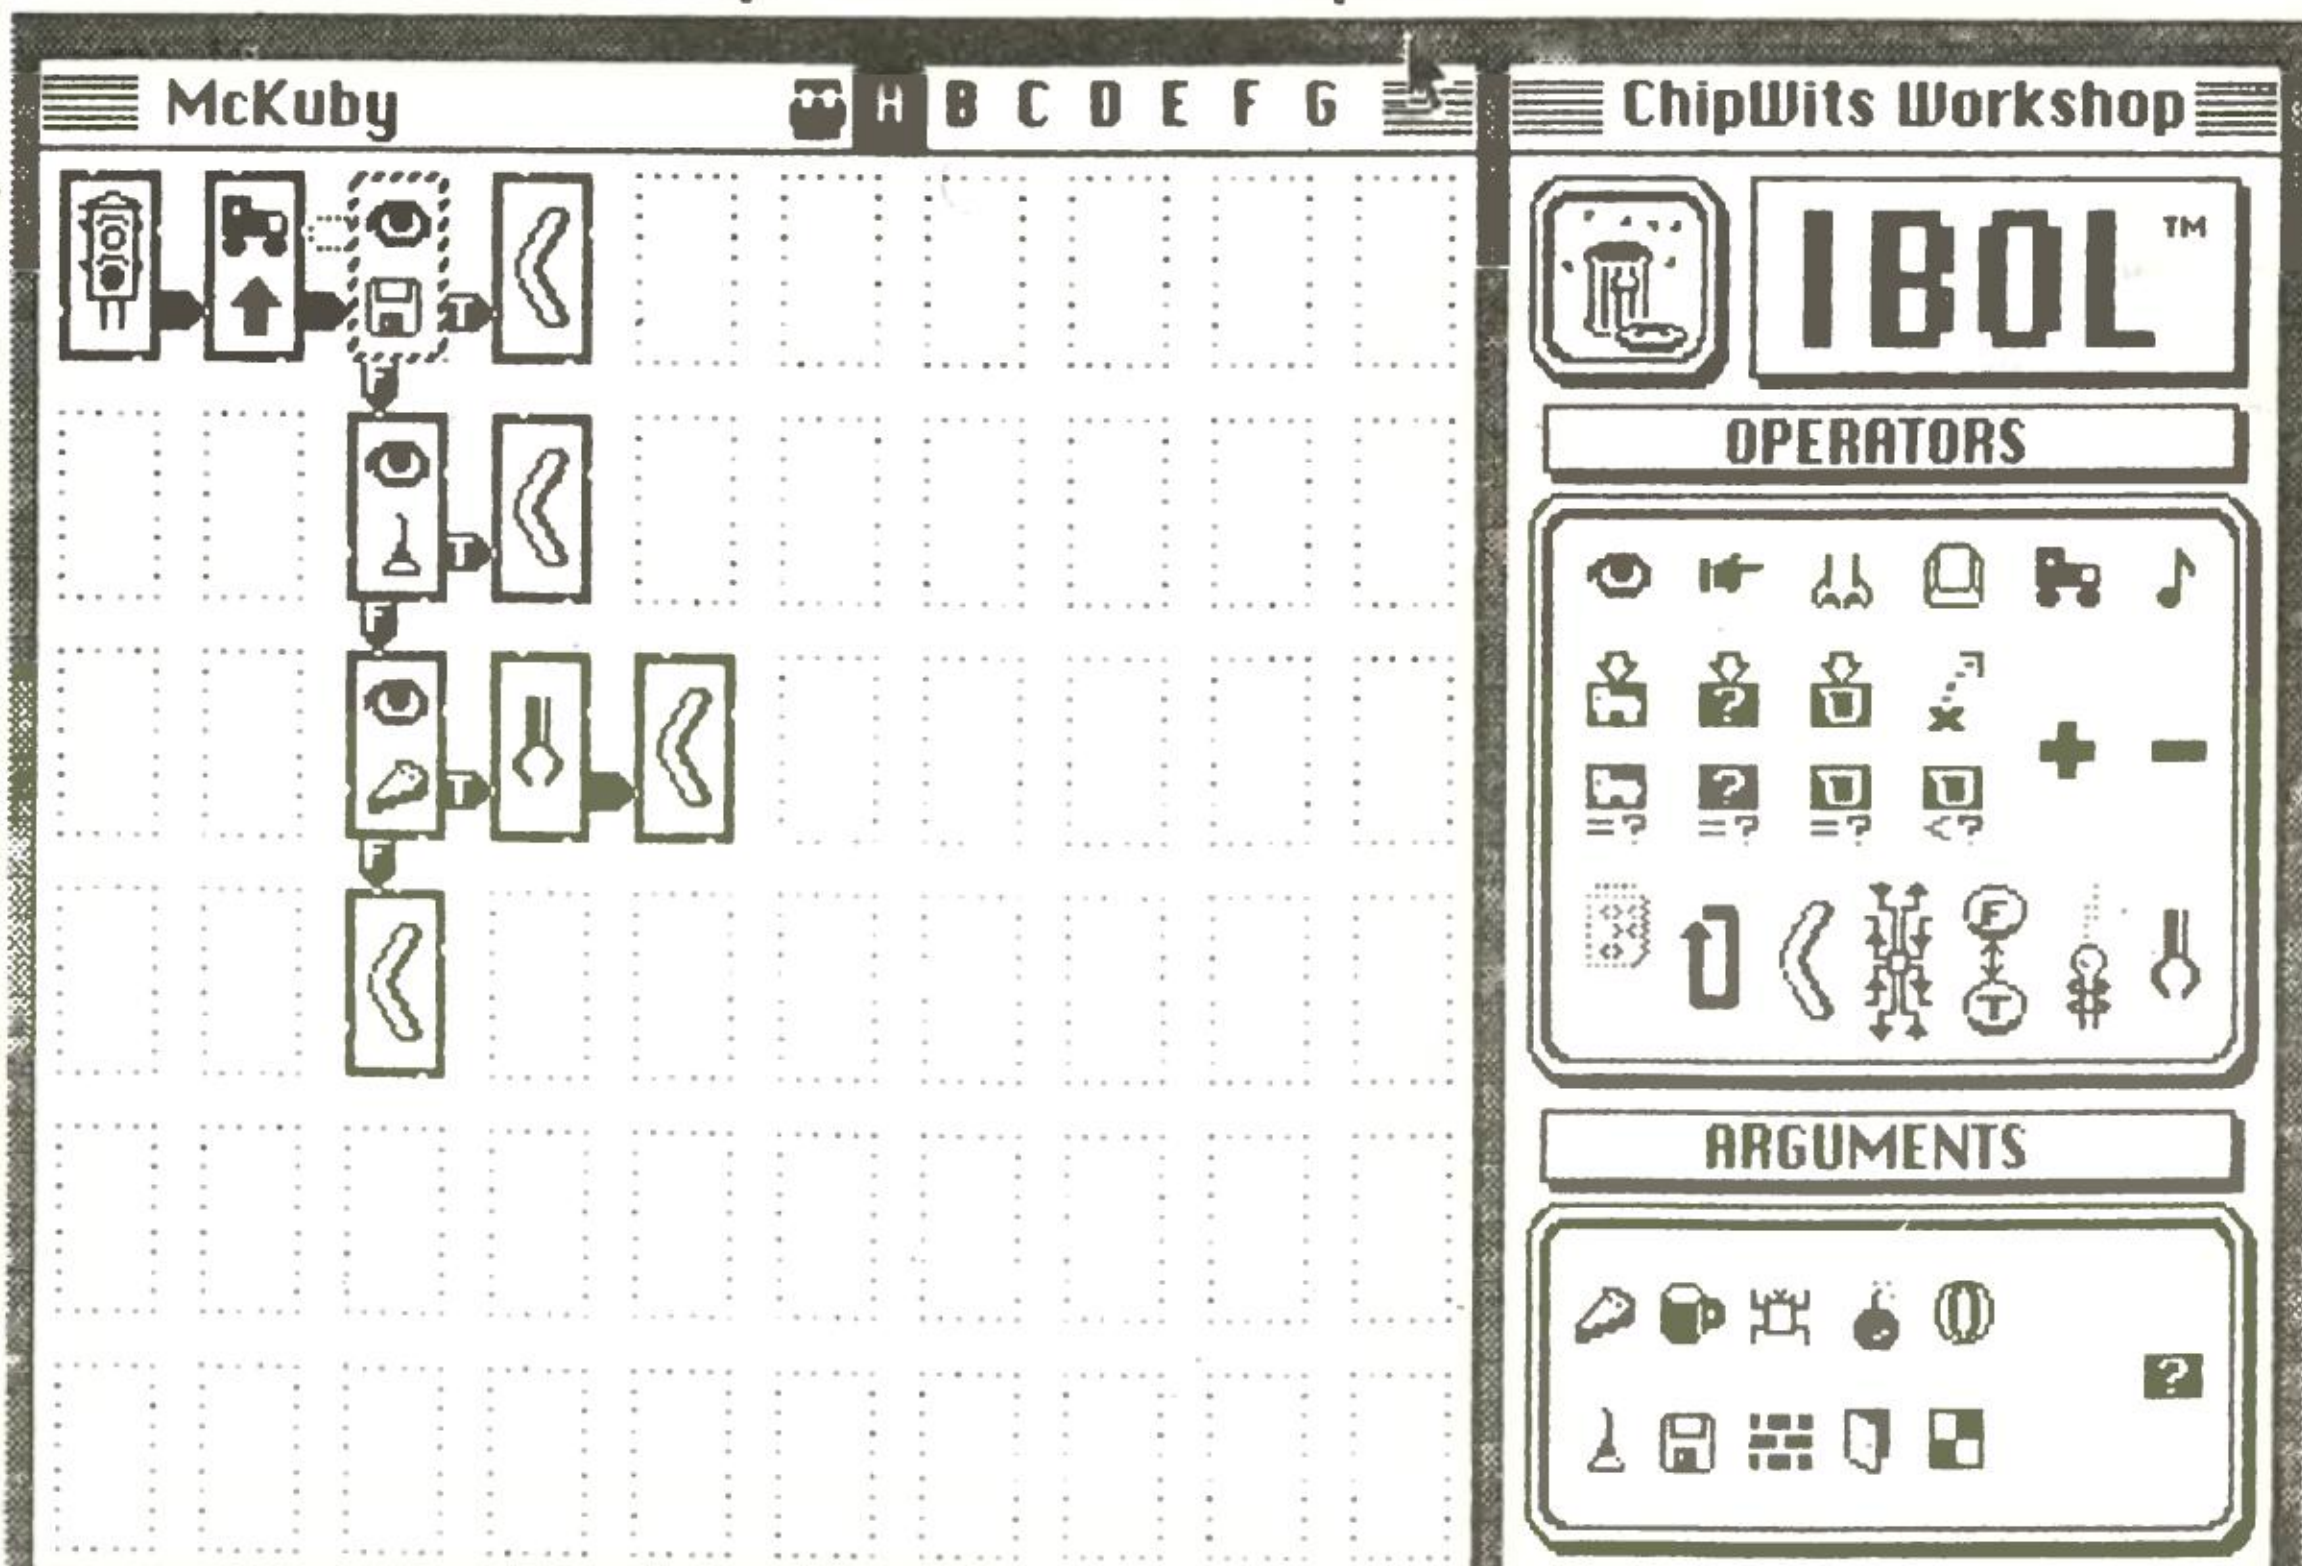 McKuby
A B C D E F G
ChipWits Workshop
IBOL™
T
F
OPERATORS
T
F
? 
T
+ -
F
=? ? =? =? <?
F
T
ARGUMENTS
?